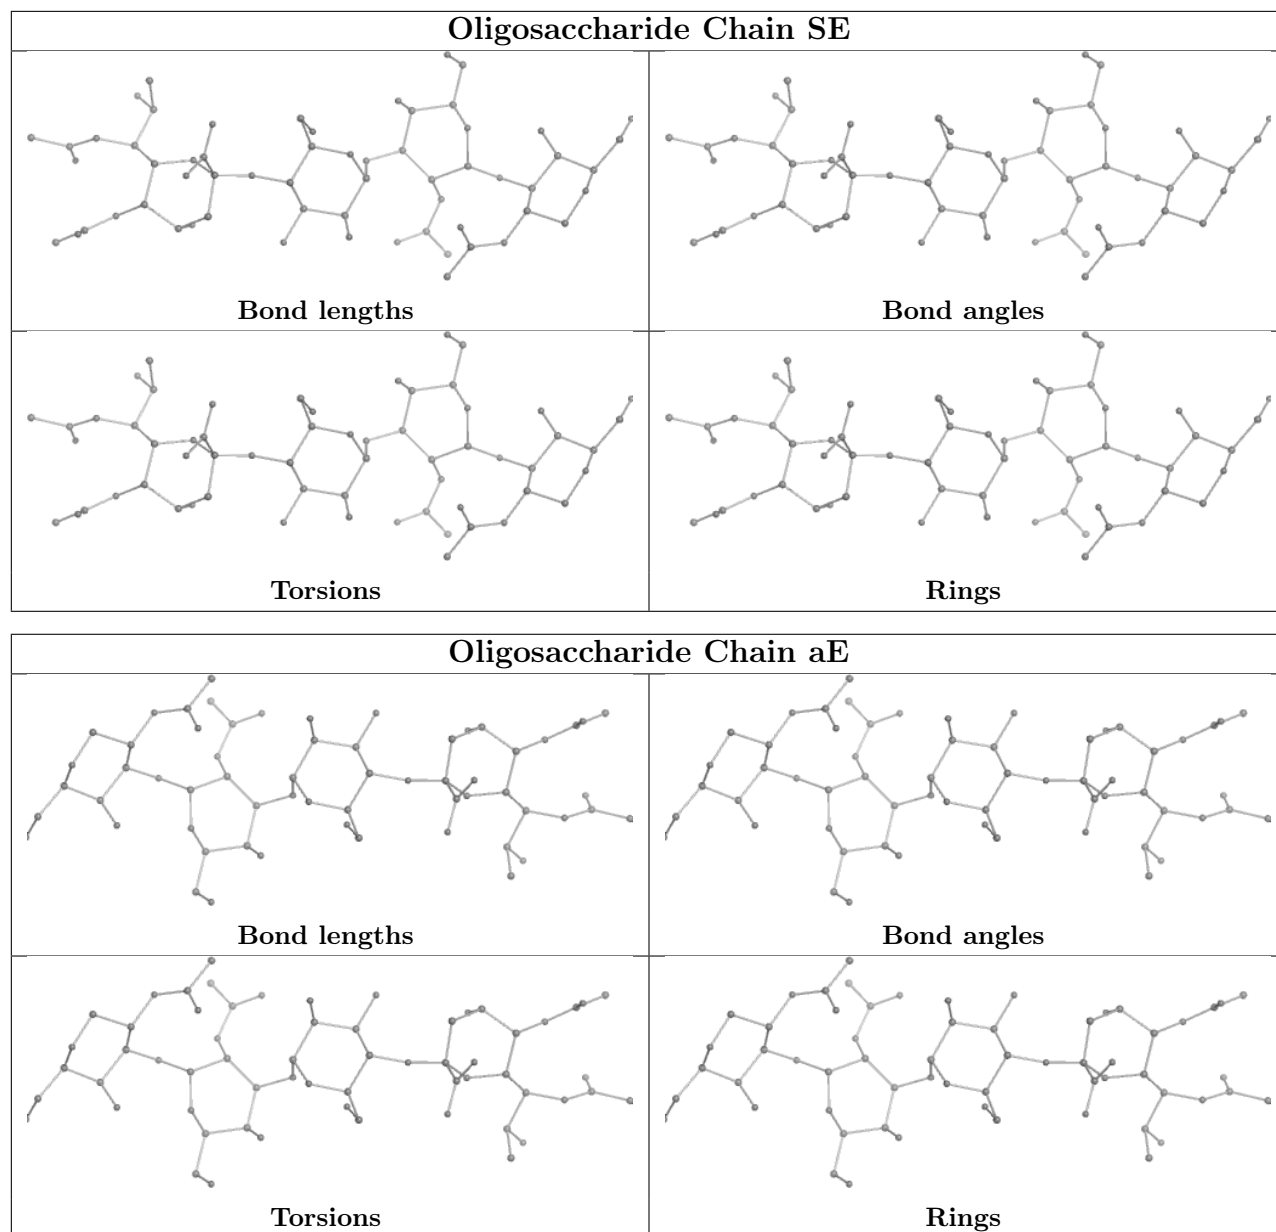 Oligosaccharide Chain SE
Bond lengths
Bond angles
Torsions
Rings
Oligosaccharide Chain aE
Bond lengths
Bond angles
Torsions
Rings